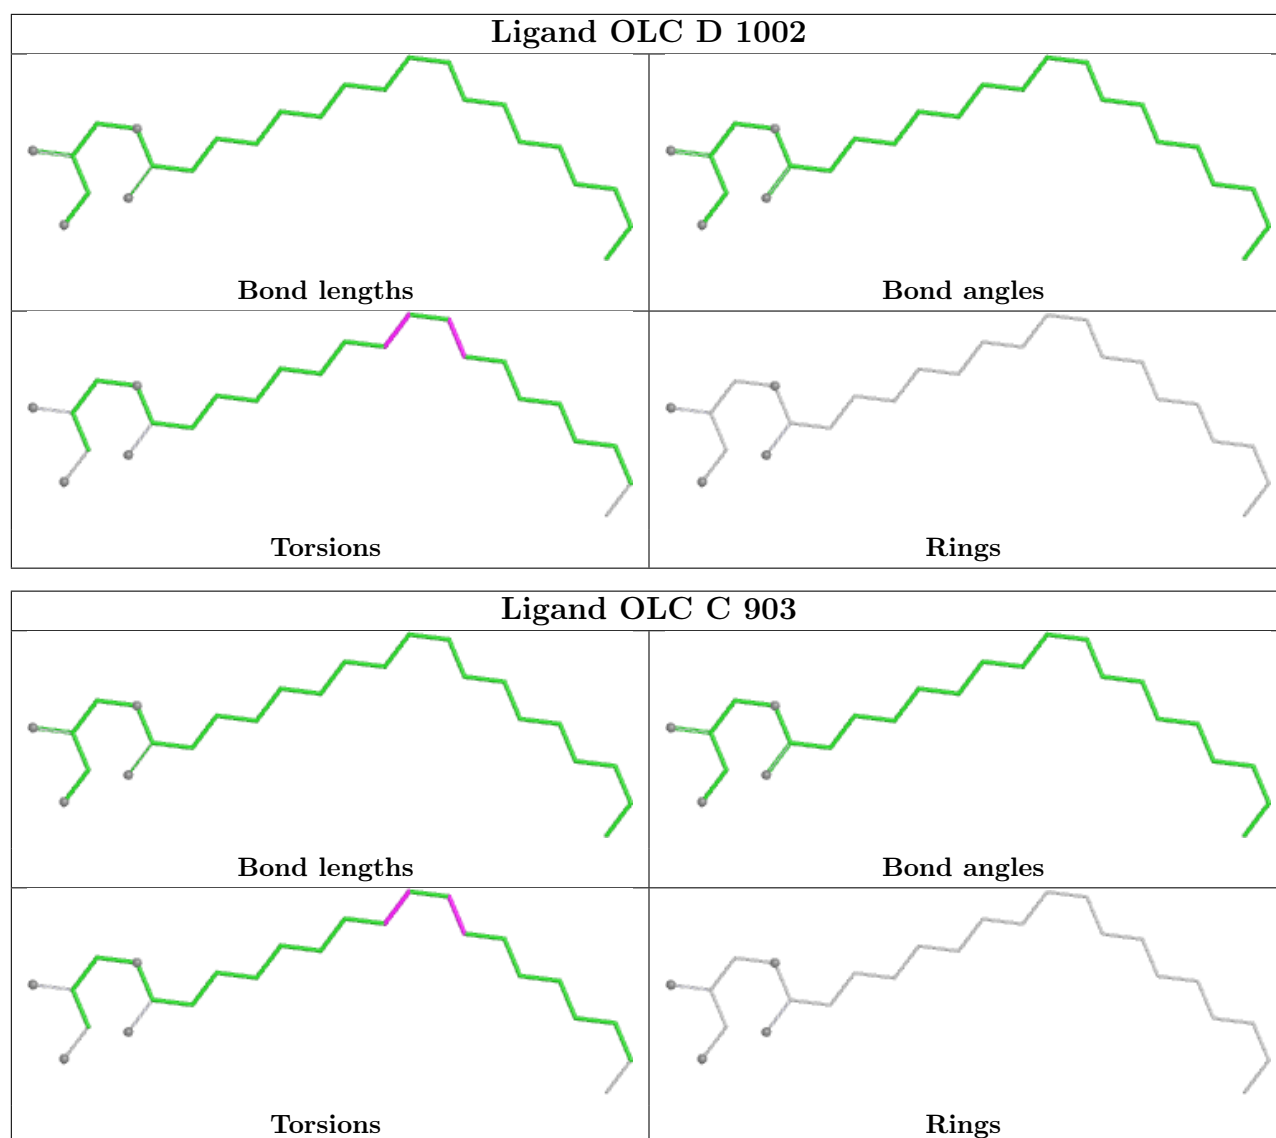 Ligand OLC D 1002
Bond lengths
Bond angles
Torsions
Rings
Ligand OLC C 903
Bond lengths
Bond angles
Torsions
Rings